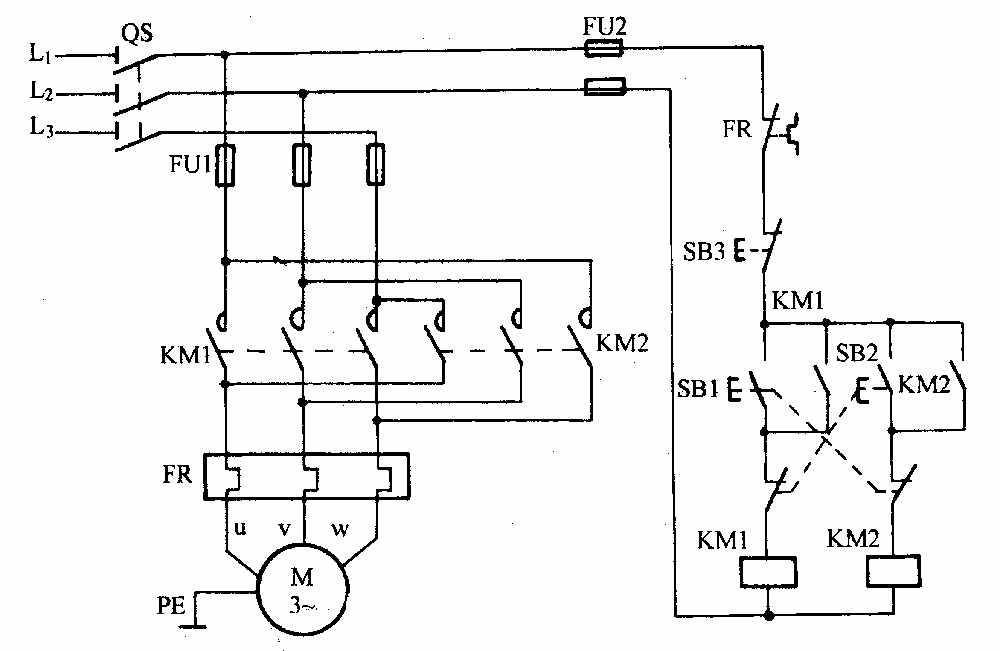 FU2
QS
L1
L2
L3
FR
FU1
SB3
KM1
KM1
KM2
SB2
SB1
KM2
FR
u v w
KM1
KM2
M
3~
PE